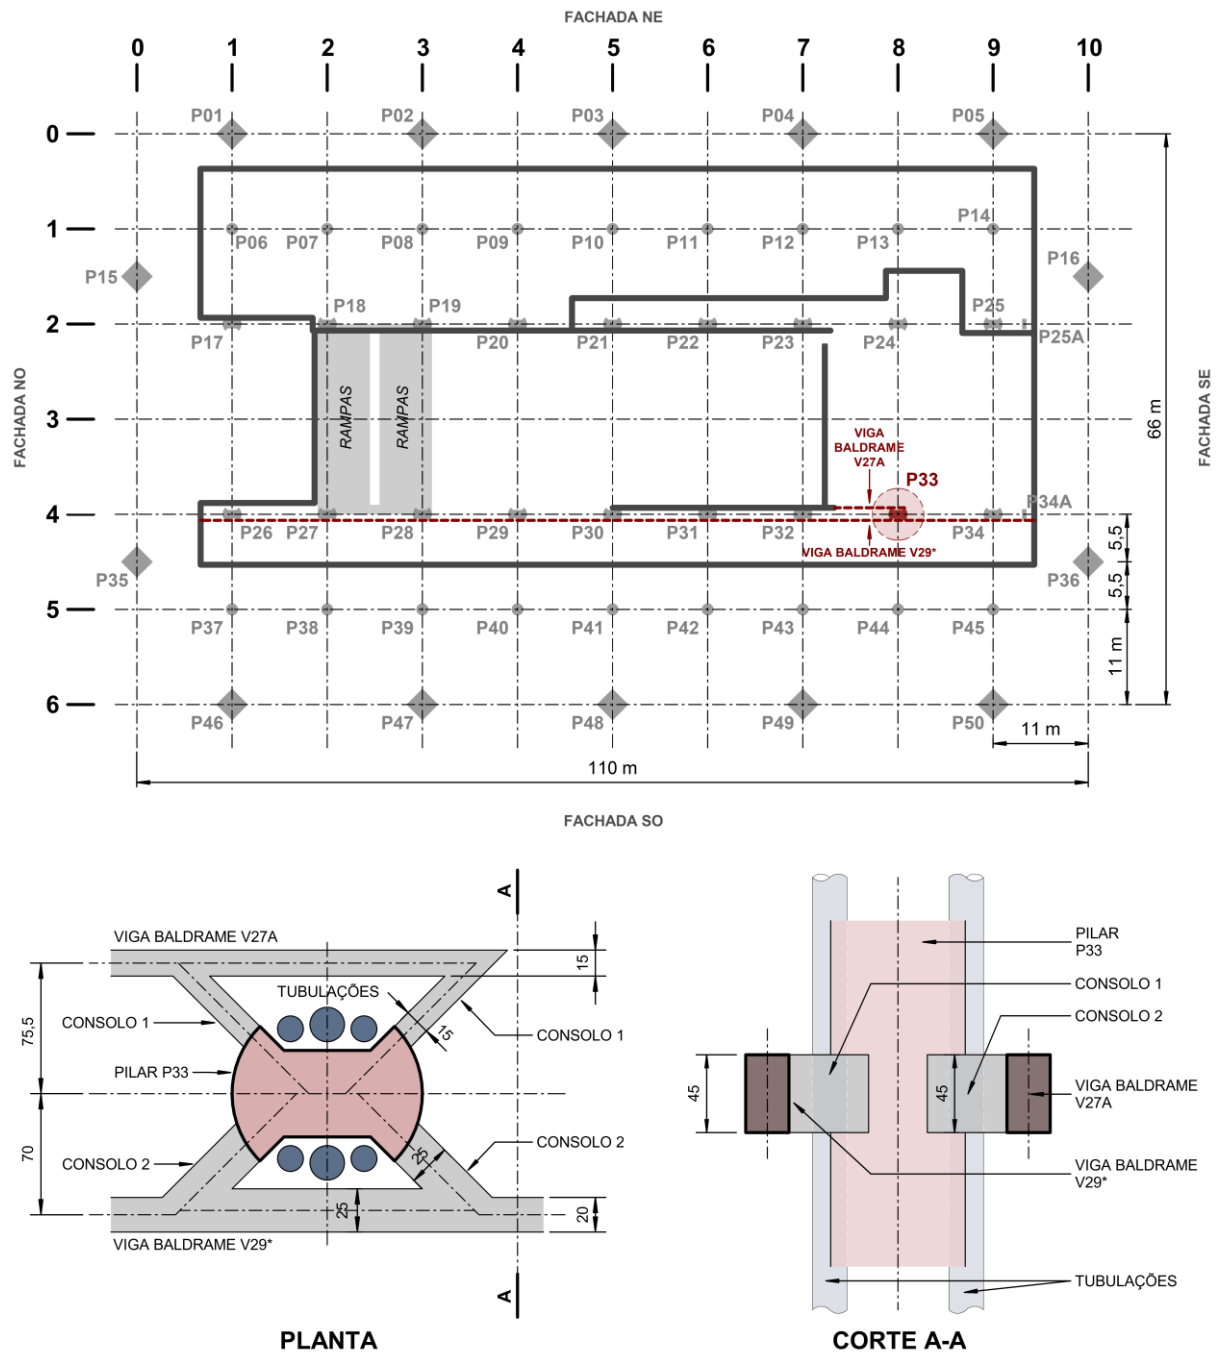 FACHADA NE
0 1 2 3 4 5 6 7 8 9 10
P01 P02 P03 P04 P05
0
P14
1
P06 P07 P08 P09 P10 P11 P12 P13
P16
P15
P18 P19 P25
2
P17 P20 P21 P22 P23 P24 P25A
FACHADA NO
FACHADA SE
RAMPAS RAMPAS
3
66 m
VIGA
BALDRAME
V27A
P33
P34A
4
P26 P27 P28 P29 P30 P31 P32 P34
VIGA BALDRAME V29*
5,5
P35 P36
5,5
5
P37 P38 P39 P40 P41 P42 P43 P44 P45
11 m
6
P46 P47 P48 P49 P50
11 m
110 m
FACHADA SO
A
VIGA BALDRAME V27A
15
TUBULAÇÕES
CONSOLO 1
15
CONSOLO 1
75,5
PILAR P33
70
CONSOLO 2
CONSOLO 2
25
25
20
VIGA BALDRAME V29*
A
PLANTA
PILAR
P33
CONSOLO 1
CONSOLO 2
45
45
VIGA BALDRAME
V27A
VIGA BALDRAME
V29*
TUBULAÇÕES
CORTE A-A